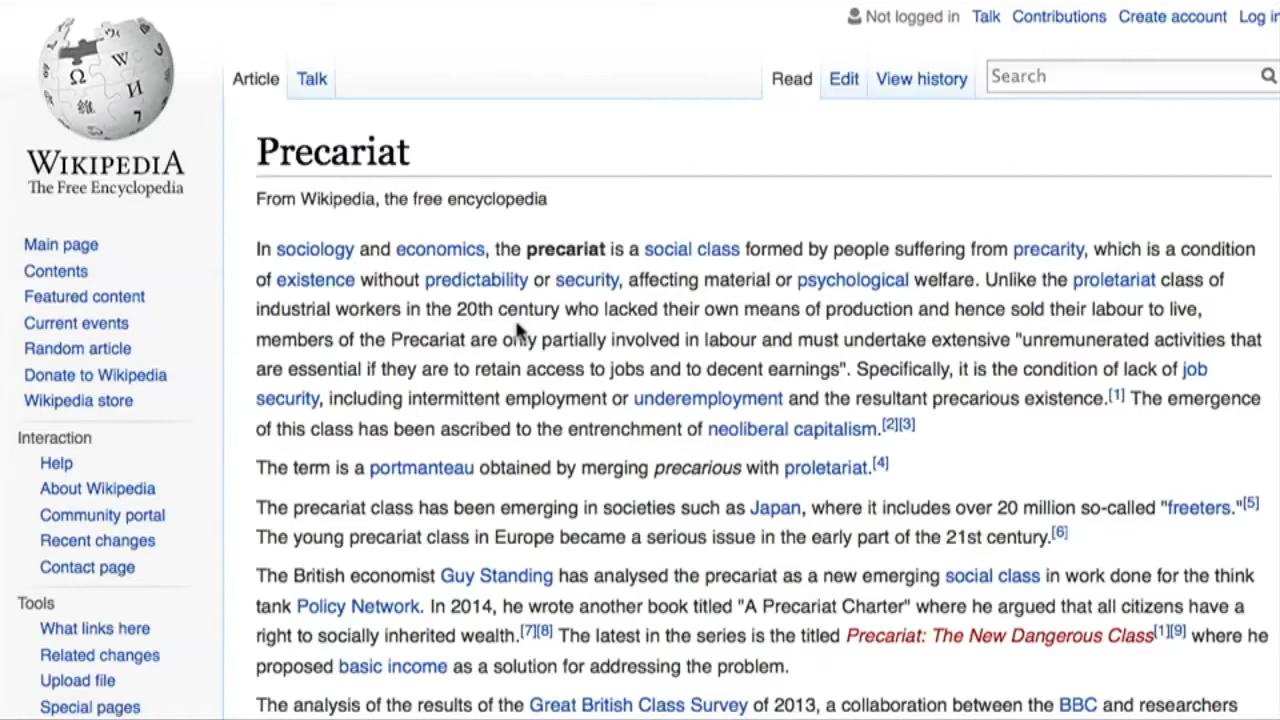 Not logged in Talk Contributions Create account Log in
Article Talk Read Edit View history Search
WIKIPEDIA
The Free Encyclopedia
Main page
Contents
Featured content
Current events
Random article
Donate to Wikipedia
Wikipedia store
Interaction
Help
About Wikipedia
Community portal
Recent changes
Contact page
Tools
What links here
Related changes
Upload file
Special pages
Precariat
From Wikipedia, the free encyclopedia
In sociology and economics, the precariat is a social class formed by people suffering from precarity, which is a condition
of existence without predictability or security, affecting material or psychological welfare. Unlike the proletariat class of
industrial workers in the 20th century who lacked their own means of production and hence sold their labour to live,
members of the Precariat are only partially involved in labour and must undertake extensive "unremunerated activities that
are essential if they are to retain access to jobs and to decent earnings". Specifically, it is the condition of lack of job
security, including intermittent employment or underemployment and the resultant precarious existence.[1] The emergence
of this class has been ascribed to the entrenchment of neoliberal capitalism.[2][3]
The term is a portmanteau obtained by merging precarious with proletariat.[4]
The precariat class has been emerging in societies such as Japan, where it includes over 20 million so-called "freeters."[5]
The young precariat class in Europe became a serious issue in the early part of the 21st century.[6]
The British economist Guy Standing has analysed the precariat as a new emerging social class in work done for the think
tank Policy Network. In 2014, he wrote another book titled "A Precariat Charter" where he argued that all citizens have a
right to socially inherited wealth.[7][8] The latest in the series is the titled Precariat: The New Dangerous Class[1][9] where he
proposed basic income as a solution for addressing the problem.
The analysis of the results of the Great British Class Survey of 2013, a collaboration between the BBC and researchers